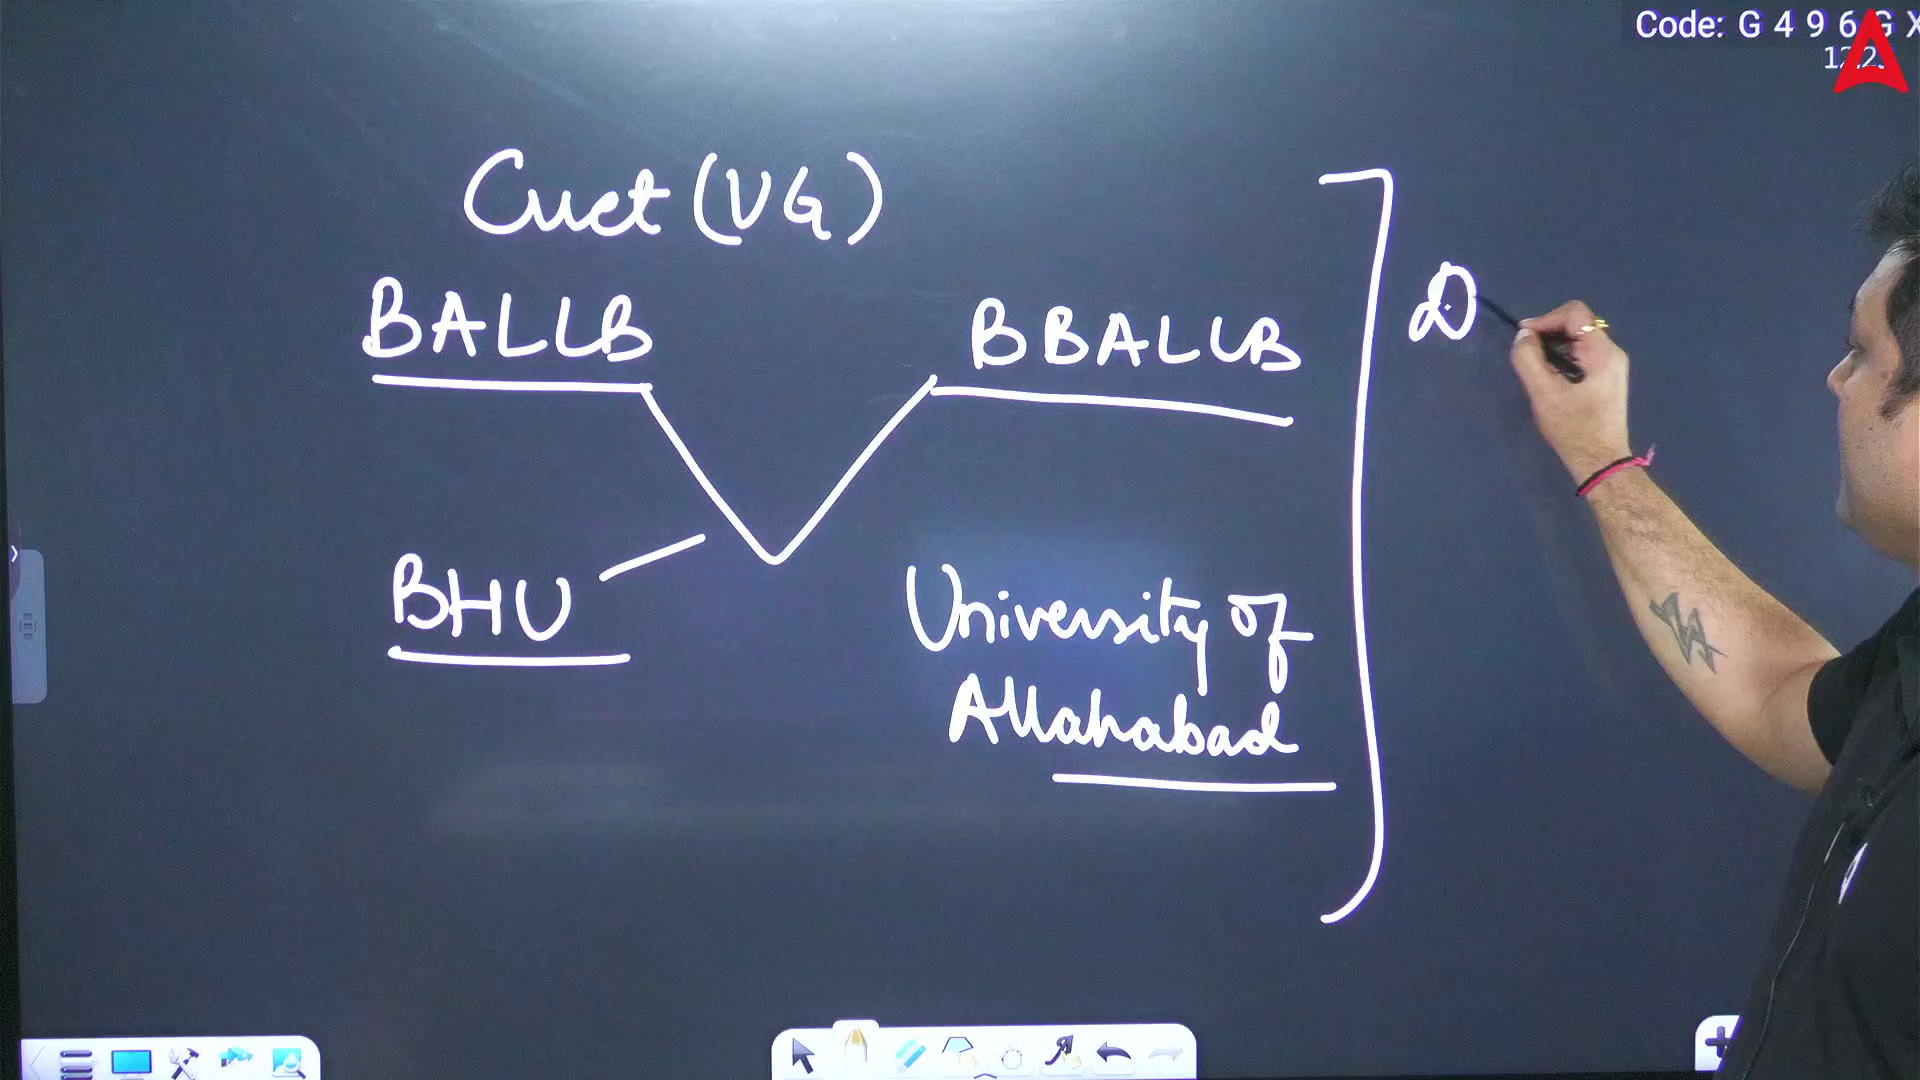 Code: G 4 9 6 G X
Cuet (UG)
BALLB
BBALLB
D
BHU
University of
Allahabad